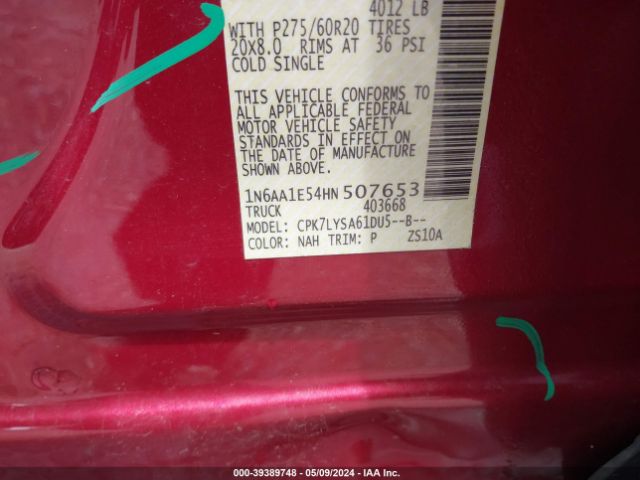 4012 LB
WITH P275/60R20 TIRES
20X8.0 RIMS AT 36 PSI
COLD SINGLE
THIS VEHICLE CONFORMS TO
ALL APPLICABLE FEDERAL
MOTOR VEHICLE SAFETY
STANDARDS IN EFFECT ON
THE DATE OF MANUFACTURE
SHOWN ABOVE.
1N6AA1E54HN507653
TRUCK 403668
MODEL: CPK7LYSA61DU5--B--
COLOR: NAH TRIM: P ZS10A
000-39389748 - 05/09/2024 - IAA Inc.